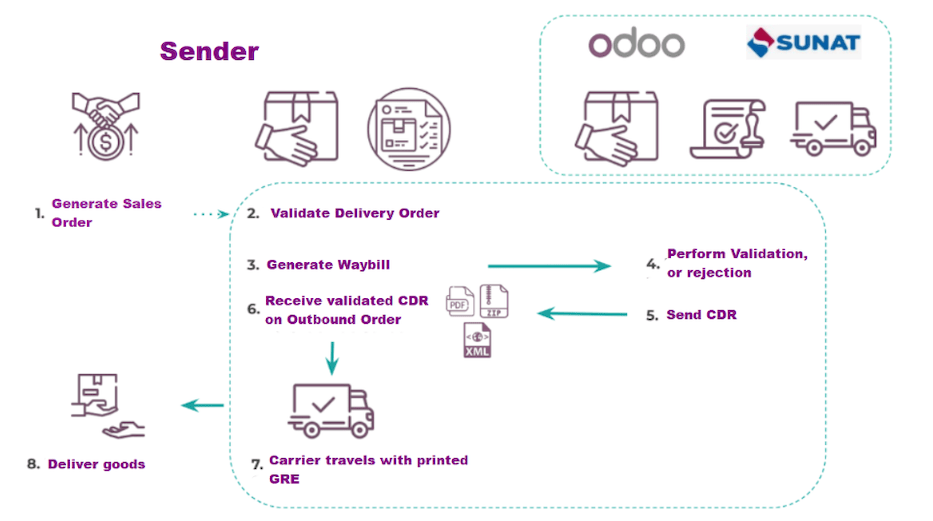 Sender
odoo
SUNAT
1. Generate Sales
Order
2. Validate Delivery Order
3. Generate Waybill
4. Perform Validation,
or rejection
5. Send CDR
6. Receive validated CDR
on Outbound Order
PDF
ZIP
XML
7. Carrier travels with printed
GRE
8. Deliver goods